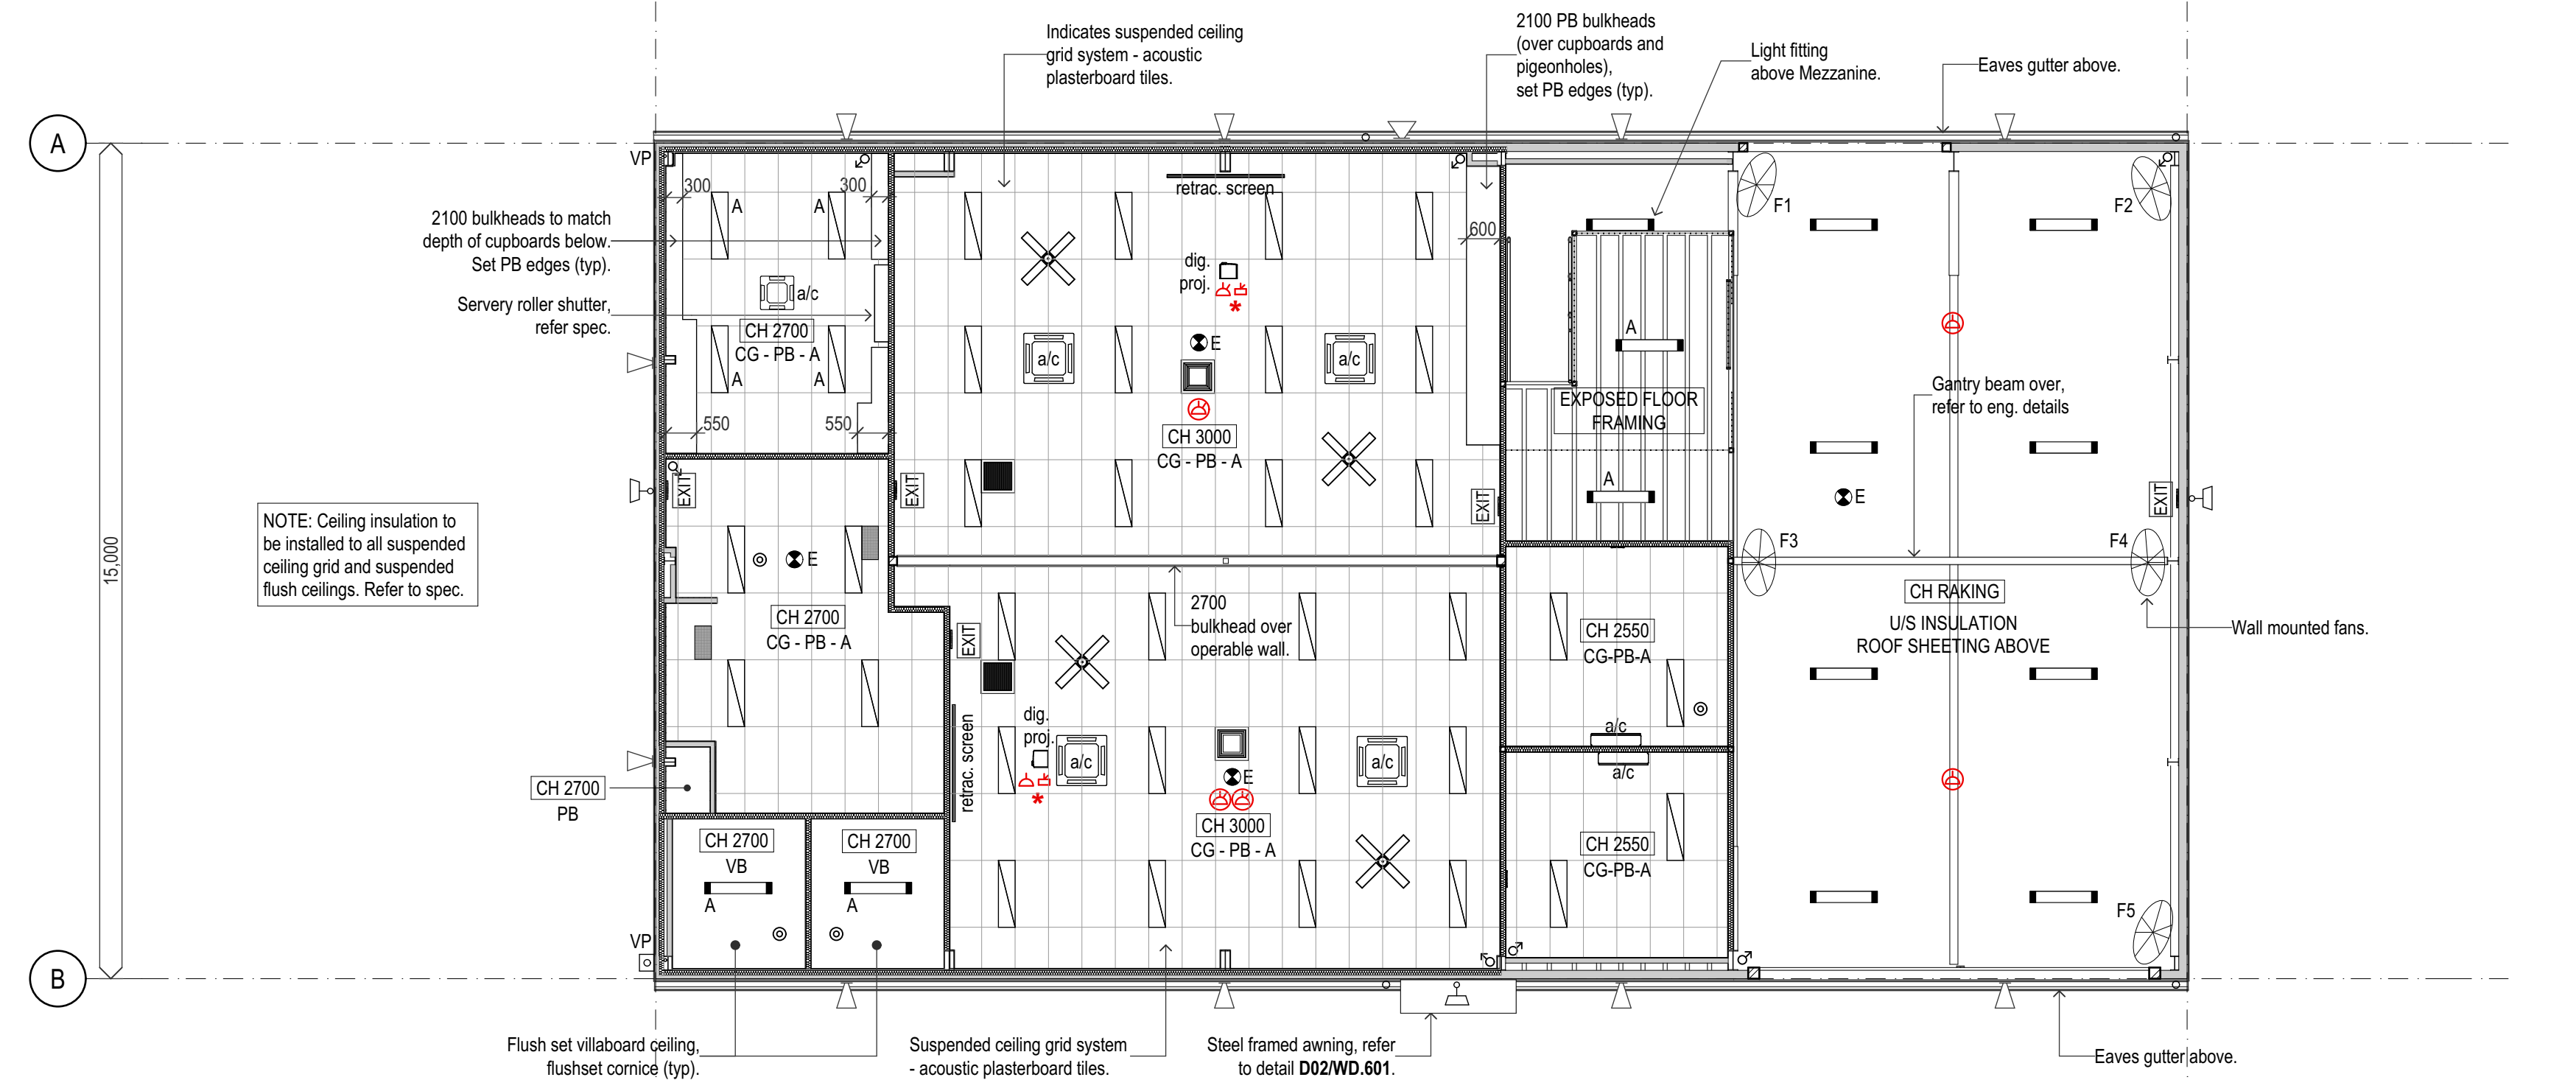 Indicates suspended ceiling
grid system - acoustic
plasterboard tiles.
2100 PB bulkheads
(over cupboards and
pigeonholes),
set PB edges (typ).
Light fitting
above Mezzanine.
Eaves gutter above.
A
VP
300
300
A
A
retrac. screen
F1
F2
2100 bulkheads to match
depth of cupboards below.
Set PB edges (typ).
600
dig.
proj.
*
a/c
Servery roller shutter,
refer spec.
CH 2700
CG - PB - A
A
A
E
a/c
a/c
A
EXPOSED FLOOR
FRAMING
Gantry beam over,
refer to eng. details
550
550
CH 3000
CG - PB - A
EXIT
EXIT
EXIT
A
E
EXIT
15,000
NOTE: Ceiling insulation to
be installed to all suspended
ceiling grid and suspended
flush ceilings. Refer to spec.
E
F3
F4
CH 2700
CG - PB - A
EXIT
2700
bulkhead over
operable wall.
CH 2550
CG-PB-A
CH RAKING
U/S INSULATION
ROOF SHEETING ABOVE
Wall mounted fans.
retrac. screen
dig.
proj.
*
a/c
a/c
a/c
a/c
E
CH 2700
PB
CH 3000
CG - PB - A
CH 2700
VB
A
CH 2700
VB
A
CH 2550
CG-PB-A
F5
VP
B
Flush set villaboard ceiling,
flushset cornice (typ).
Suspended ceiling grid system
- acoustic plasterboard tiles.
Steel framed awning, refer
to detail D02/WD.601.
Eaves gutter above.